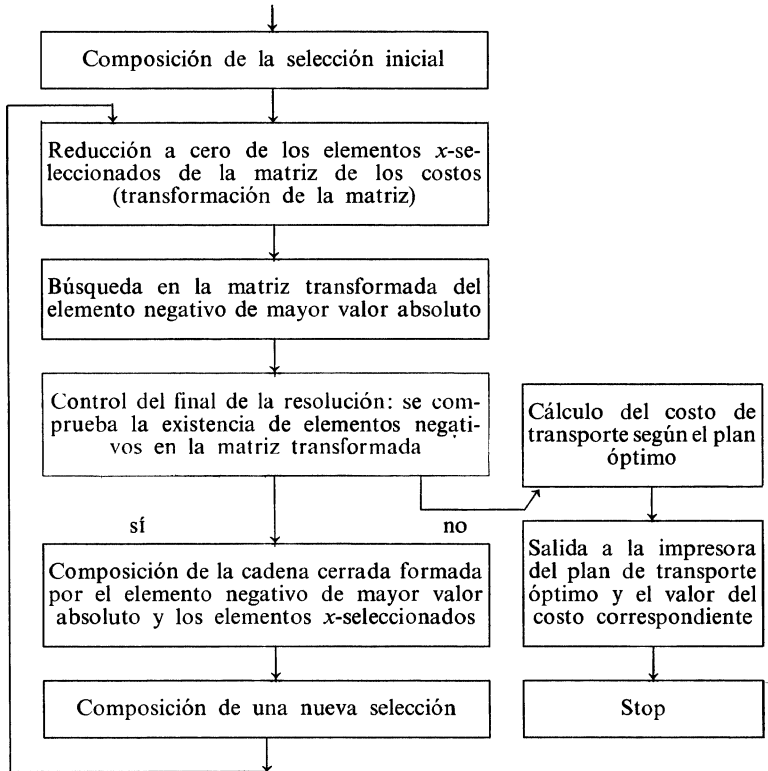 Composición de la selección inicial
Reducción a cero de los elementos x-se-
leccionados de la matriz de los costos
(transformación de la matriz)
Búsqueda en la matriz transformada del
elemento negativo de mayor valor absoluto
Control del final de la resolución: se com-
prueba la existencia de elementos negati-
vos en la matriz transformada
Cálculo del costo de
transporte según el plan
óptimo
sí
no
Composición de la cadena cerrada formada
por el elemento negativo de mayor valor
absoluto y los elementos x-seleccionados
Salida a la impresora
del plan de transporte
óptimo y el valor del
costo correspondiente
Composición de una nueva selección
Stop